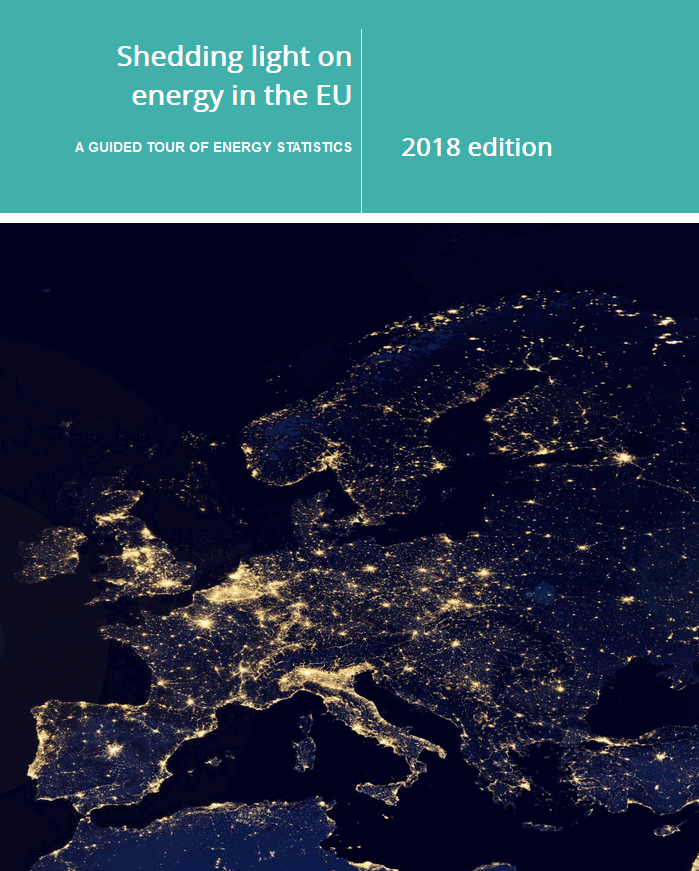 Shedding light on
energy in the EU
A GUIDED TOUR OF ENERGY STATISTICS
2018 edition